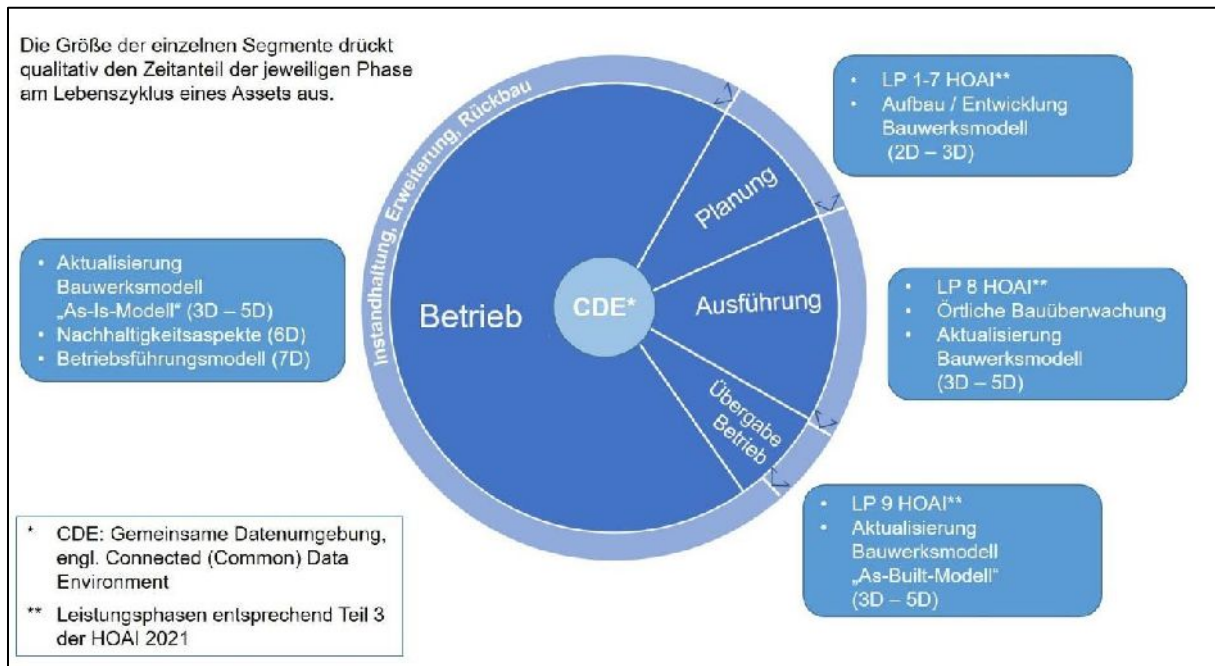 Die Größe der einzelnen Segmente drückt
qualitativ den Zeitanteil der jeweiligen Phase
am Lebenszyklus eines Assets aus.
• LP 1-7 HOAI**
• Aufbau / Entwicklung
Bauwerksmodell
(2D – 3D)
Instandhaltung, Erweiterung, Rückbau
Planung
• Aktualisierung
Bauwerksmodell
„As-Is-Modell“ (3D – 5D)
• Nachhaltigkeitsaspekte (6D)
• Betriebsführungsmodell (7D)
Betrieb
CDE*
Ausführung
• LP 8 HOAI**
• Örtliche Bauüberwachung
• Aktualisierung
Bauwerksmodell
(3D – 5D)
Übergabe
Betrieb
• LP 9 HOAI**
• Aktualisierung
Bauwerksmodell
„As-Built-Modell“
(3D – 5D)
* CDE: Gemeinsame Datenumgebung,
engl. Connected (Common) Data
Environment
** Leistungsphasen entsprechend Teil 3
der HOAI 2021